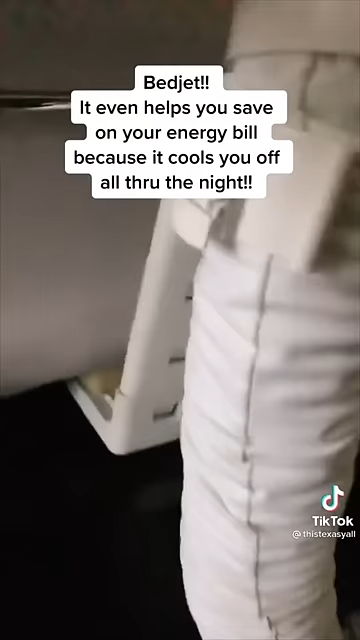 Bedjet!!
It even helps you save
on your energy bill
because it cools you off
all thru the night!!
TikTok
@thistexasyall